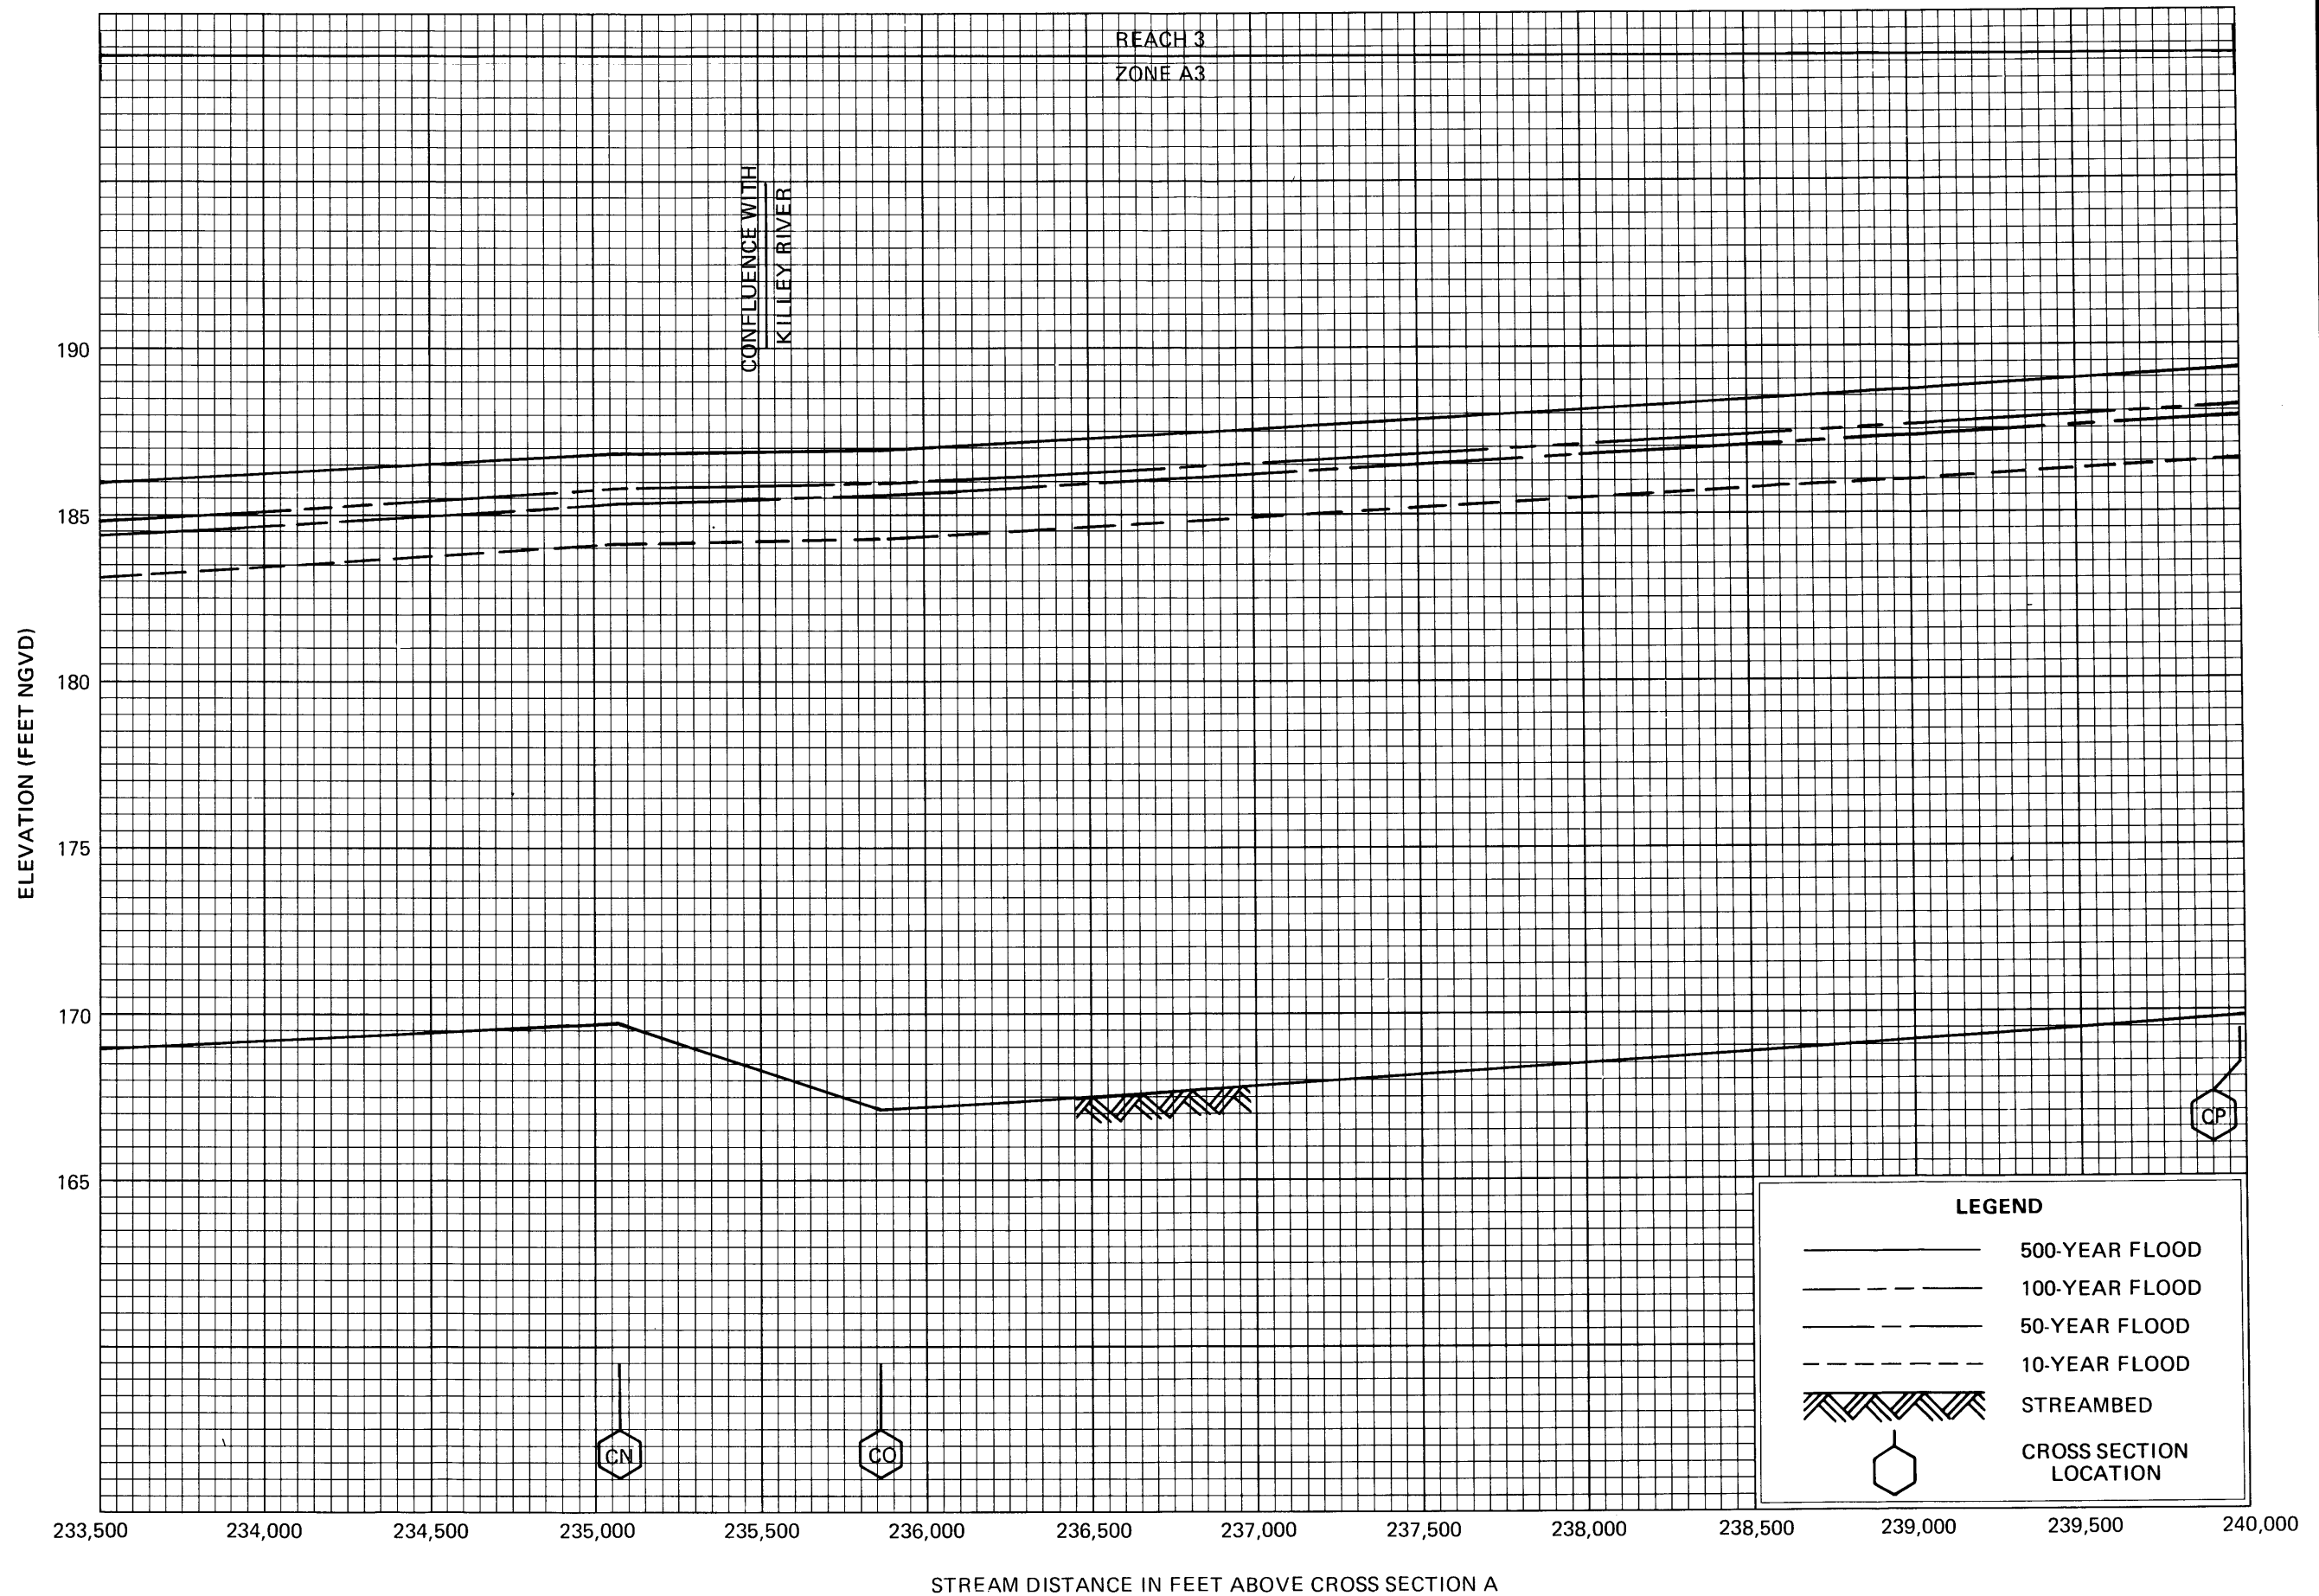 REACH 3
ZONE A3
CONFLUENCE WITH
KILLEY RIVER
ELEVATION (FEET NGVD)
190
185
180
175
170
165
CN
CO
CP
LEGEND
500-YEAR FLOOD
100-YEAR FLOOD
50-YEAR FLOOD
10-YEAR FLOOD
STREAMBED
CROSS SECTION
LOCATION
233,500
234,000
234,500
235,000
235,500
236,000
236,500
237,000
237,500
238,000
238,500
239,000
239,500
240,000
STREAM DISTANCE IN FEET ABOVE CROSS SECTION A